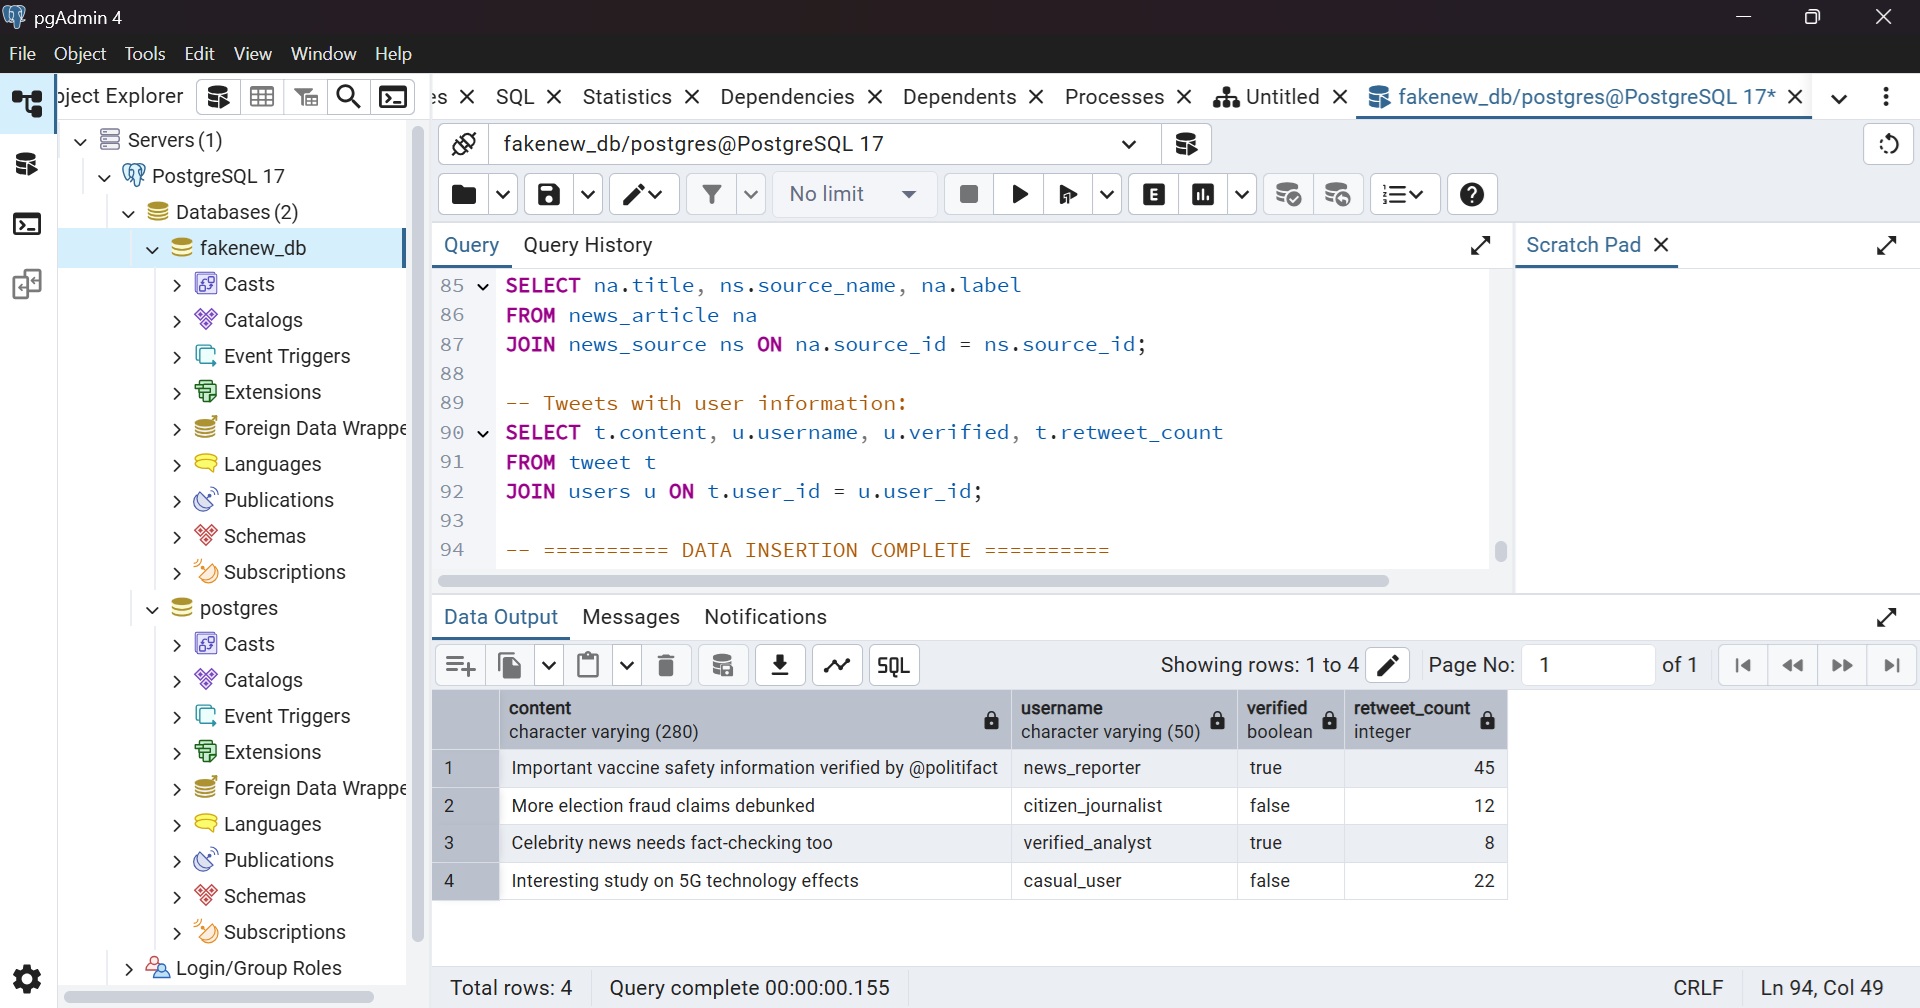 pgAdmin 4
File Object Tools Edit View Window Help
ject Explorer
es SQL Statistics Dependencies Dependents Processes Untitled fakenew_db/postgres@PostgreSQL 17*
Servers (1)
PostgreSQL 17
Databases (2)
fakenew_db
Casts
Catalogs
Event Triggers
Extensions
Foreign Data Wrappe
Languages
Publications
Schemas
Subscriptions
postgres
Casts
Catalogs
Event Triggers
Extensions
Foreign Data Wrappe
Languages
Publications
Schemas
Subscriptions
Login/Group Roles
fakenew_db/postgres@PostgreSQL 17
No limit
E
Query Query History
Scratch Pad
85 SELECT na.title, ns.source_name, na.label
86 FROM news_article na
87 JOIN news_source ns ON na.source_id = ns.source_id;
88
89 -- Tweets with user information:
90 SELECT t.content, u.username, u.verified, t.retweet_count
91 FROM tweet t
92 JOIN users u ON t.user_id = u.user_id;
93
94 -- ========== DATA INSERTION COMPLETE ==========
Data Output Messages Notifications
SQL Showing rows: 1 to 4 Page No: 1 of 1
content username verified retweet_count
character varying (280) character varying (50) boolean integer
1 Important vaccine safety information verified by @politifact news_reporter true 45
2 More election fraud claims debunked citizen_journalist false 12
3 Celebrity news needs fact-checking too verified_analyst true 8
4 Interesting study on 5G technology effects casual_user false 22
Total rows: 4 Query complete 00:00:00.155 CRLF Ln 94, Col 49